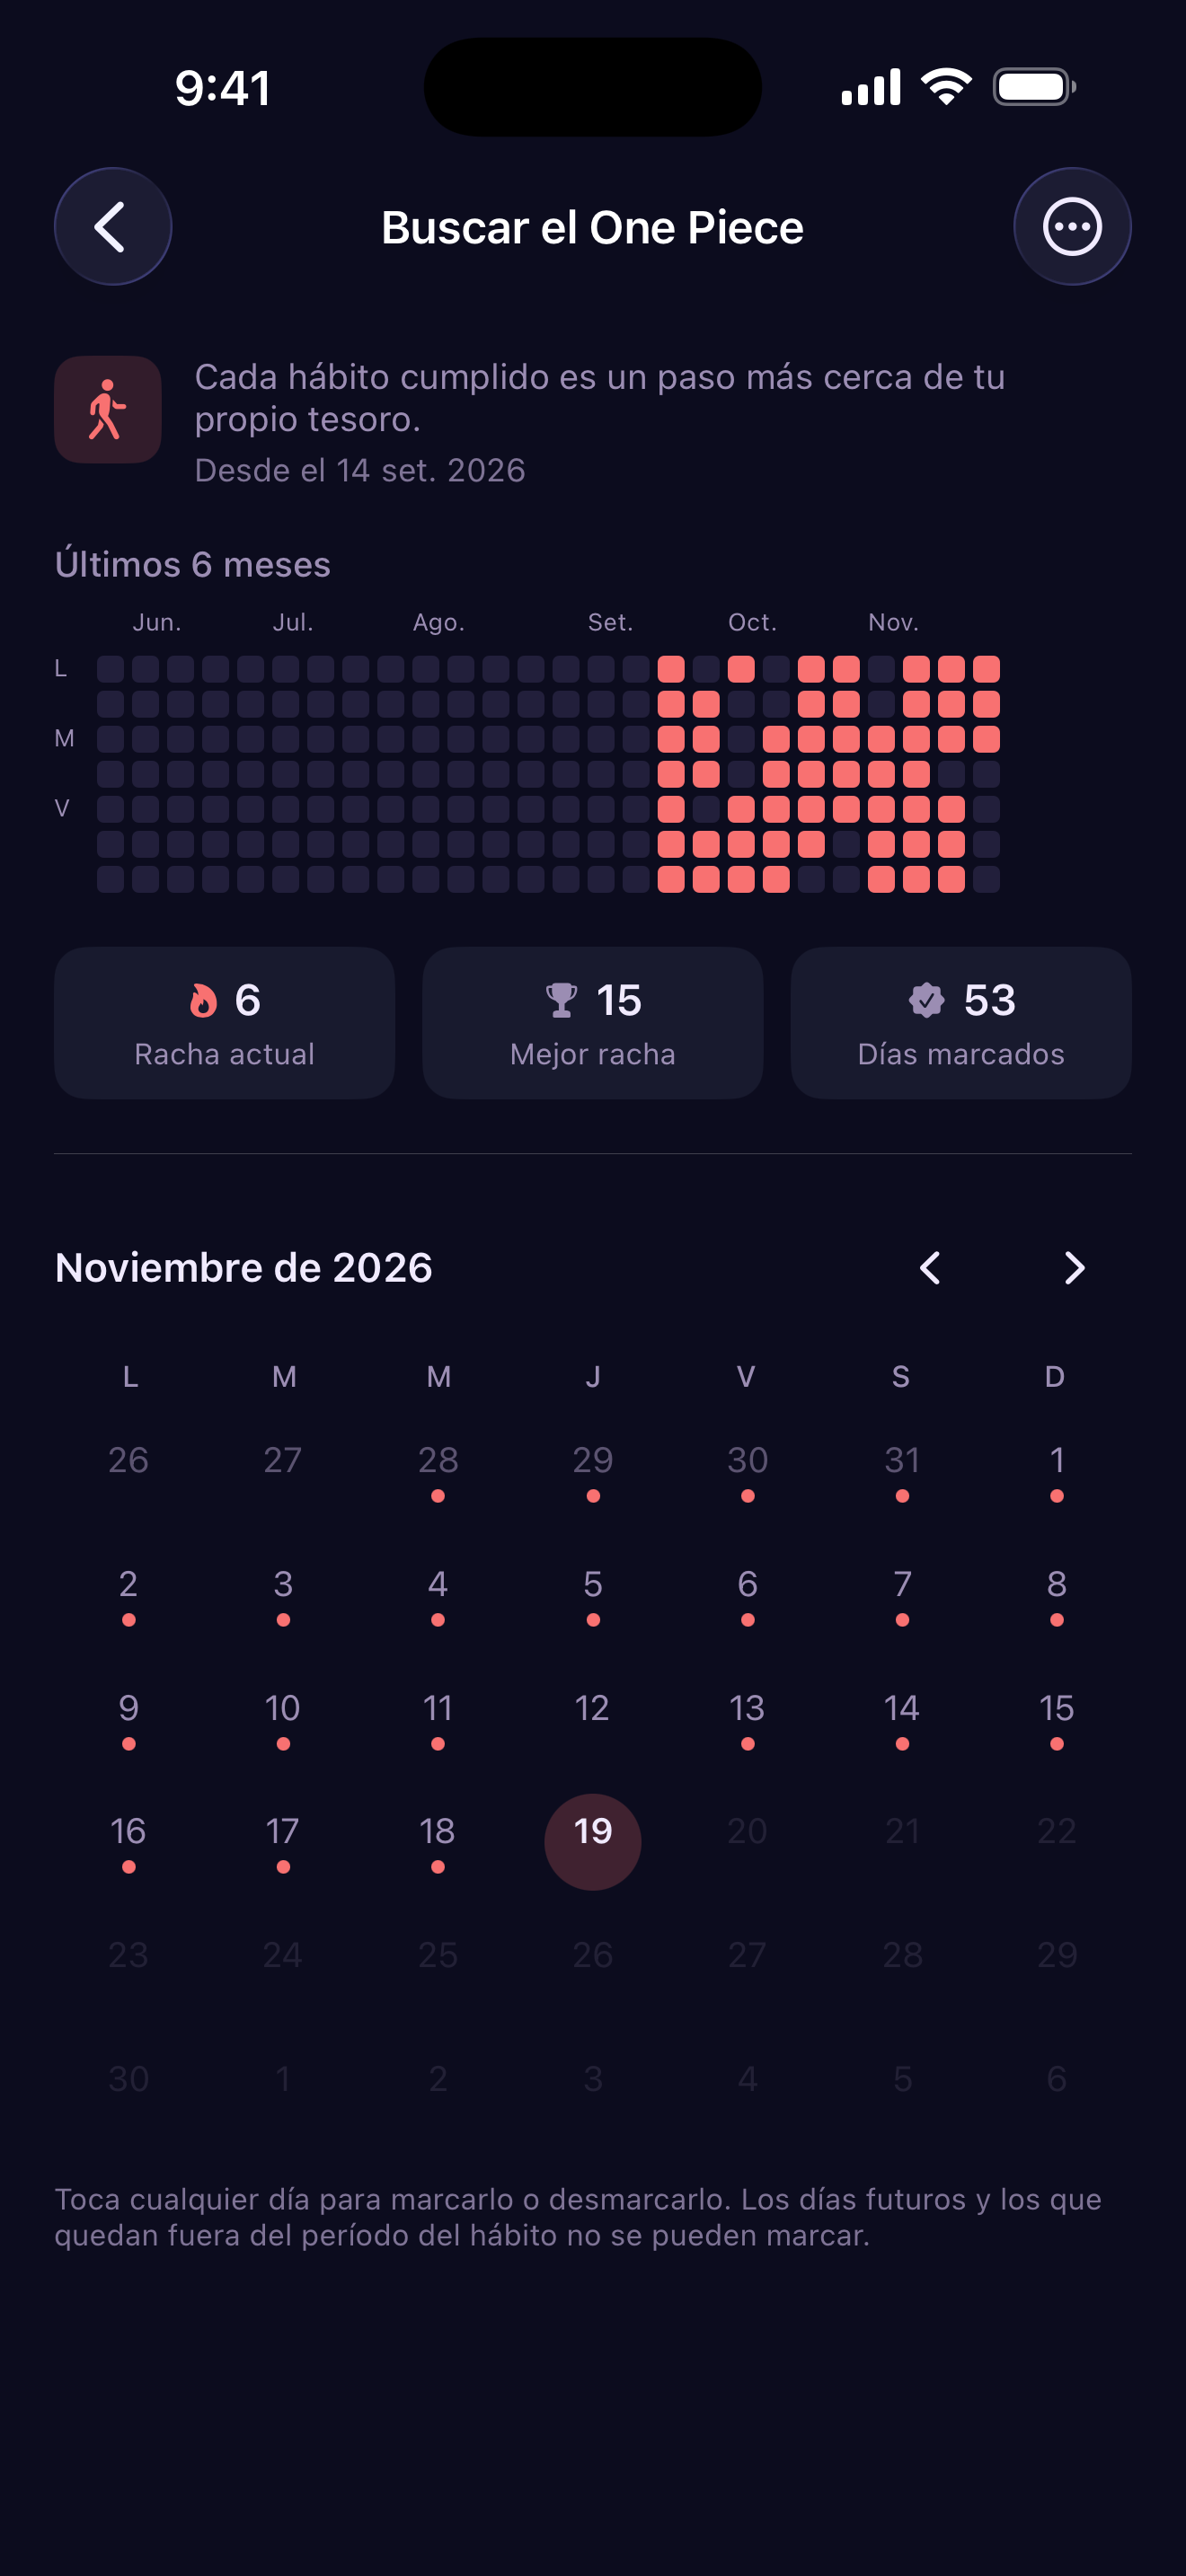 9:41
Buscar el One Piece
Cada hábito cumplido es un paso más cerca de tu
propio tesoro.
Desde el 14 set. 2026
Últimos 6 meses
Jun. Jul. Ago. Set. Oct. Nov.
L
M
V
6 15 53
Racha actual Mejor racha Días marcados
Noviembre de 2026
L M M J V S D
26 27 28 29 30 31 1
2 3 4 5 6 7 8
9 10 11 12 13 14 15
16 17 18 19 20 21 22
23 24 25 26 27 28 29
30 1 2 3 4 5 6
Toca cualquier día para marcarlo o desmarcarlo. Los días futuros y los que
quedan fuera del período del hábito no se pueden marcar.